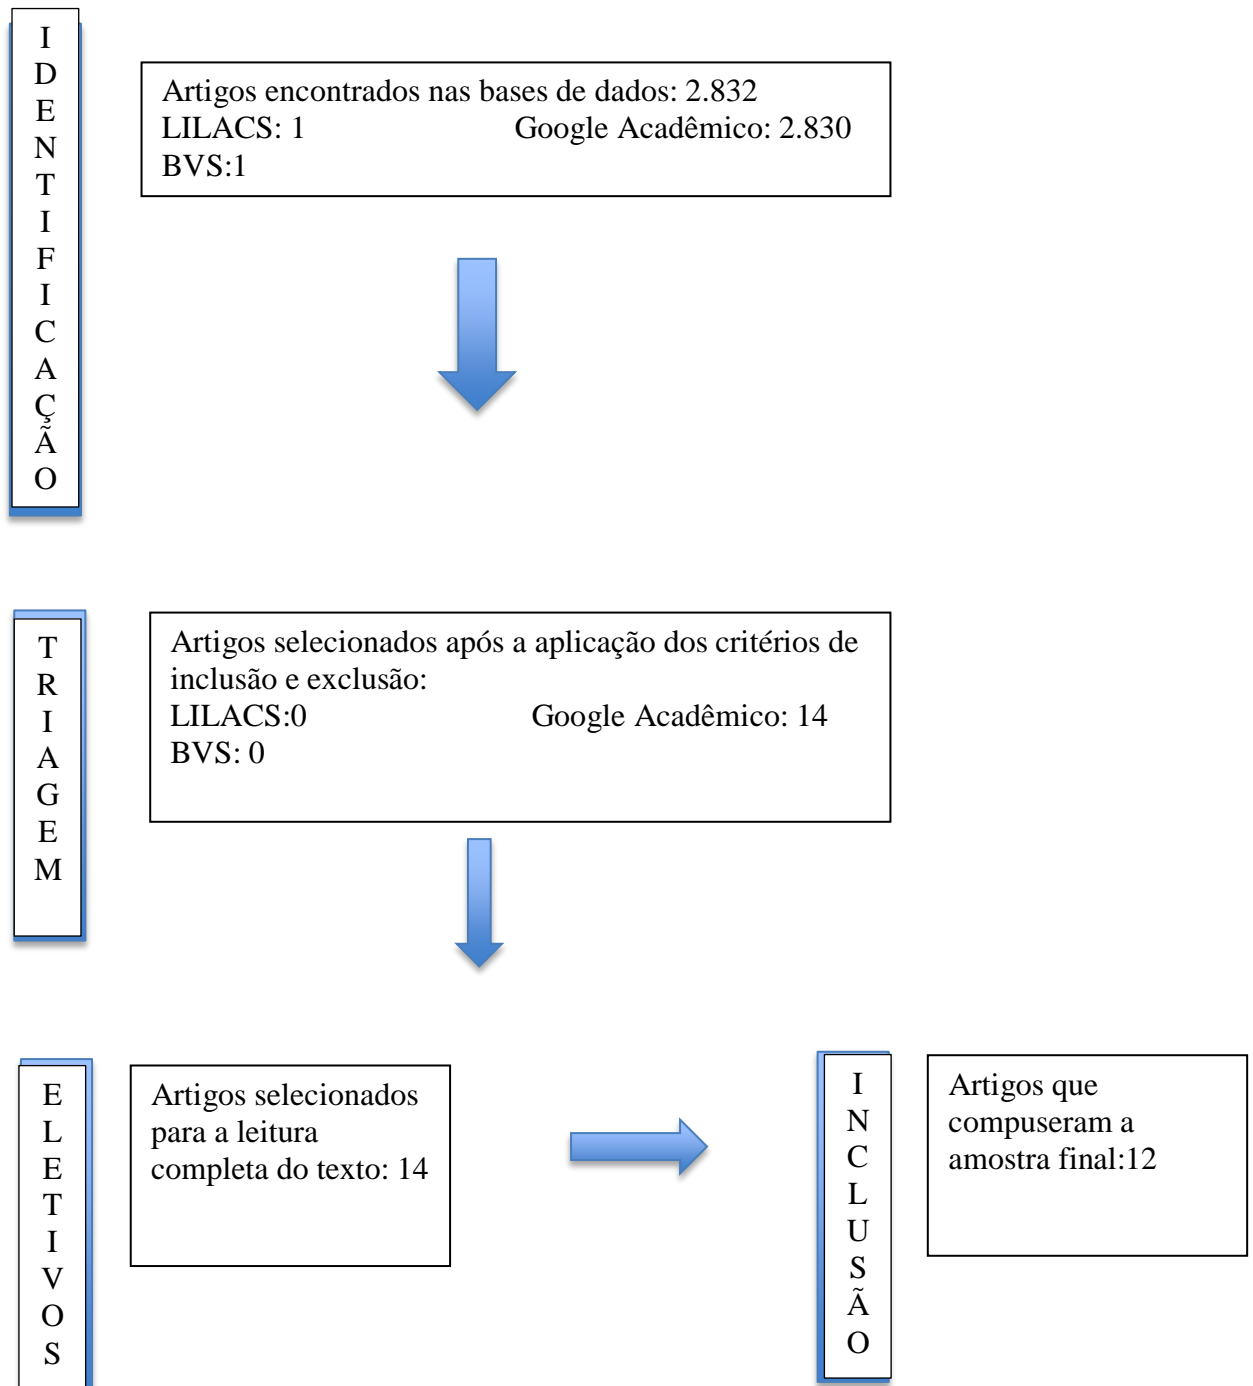 IDENTIFICAÇÃO
Artigos encontrados nas bases de dados: 2.832
LILACS: 1 Google Acadêmico: 2.830
BVS:1
TRIAGEM
Artigos selecionados após a aplicação dos critérios de
inclusão e exclusão:
LILACS:0 Google Acadêmico: 14
BVS: 0
ELETIVOS
Artigos selecionados
para a leitura
completa do texto: 14
INCLUSÃO
Artigos que
compuseram a
amostra final:12